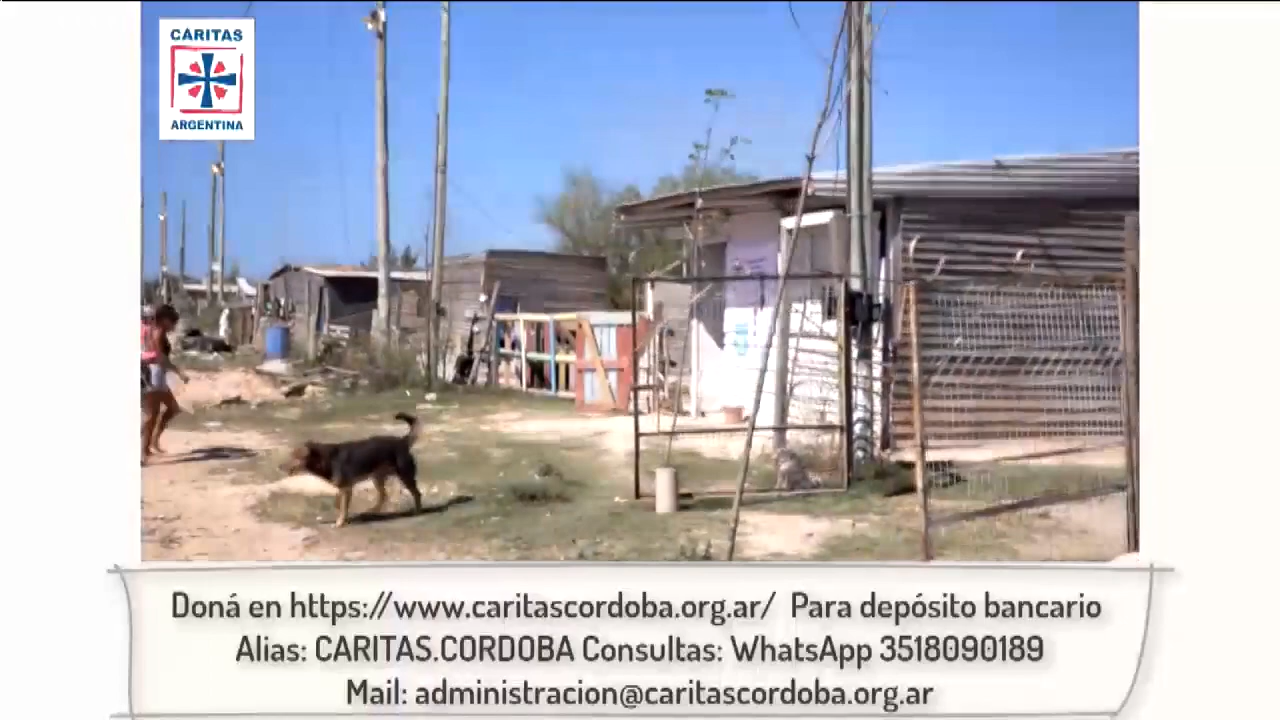 CARITAS
ARGENTINA
Doná en https://www.caritascordoba.org.ar/ Para depósito bancario
Alias: CARITAS.CORDOBA Consultas: WhatsApp 3518090189
Mail: administracion@caritascordoba.org.ar